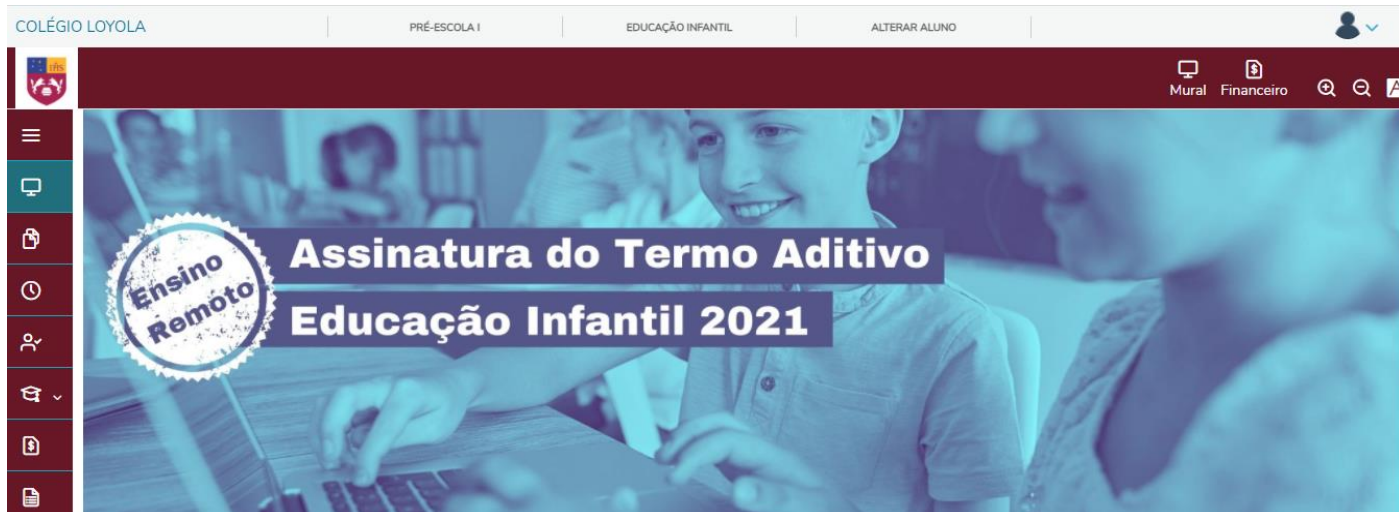 COLÉGIO LOYOLA
PRÉ-ESCOLA I
EDUCAÇÃO INFANTIL
ALTERAR ALUNO
IHS
Mural
Financeiro
A
Ensino
Remoto
Assinatura do Termo Aditivo
Educação Infantil 2021